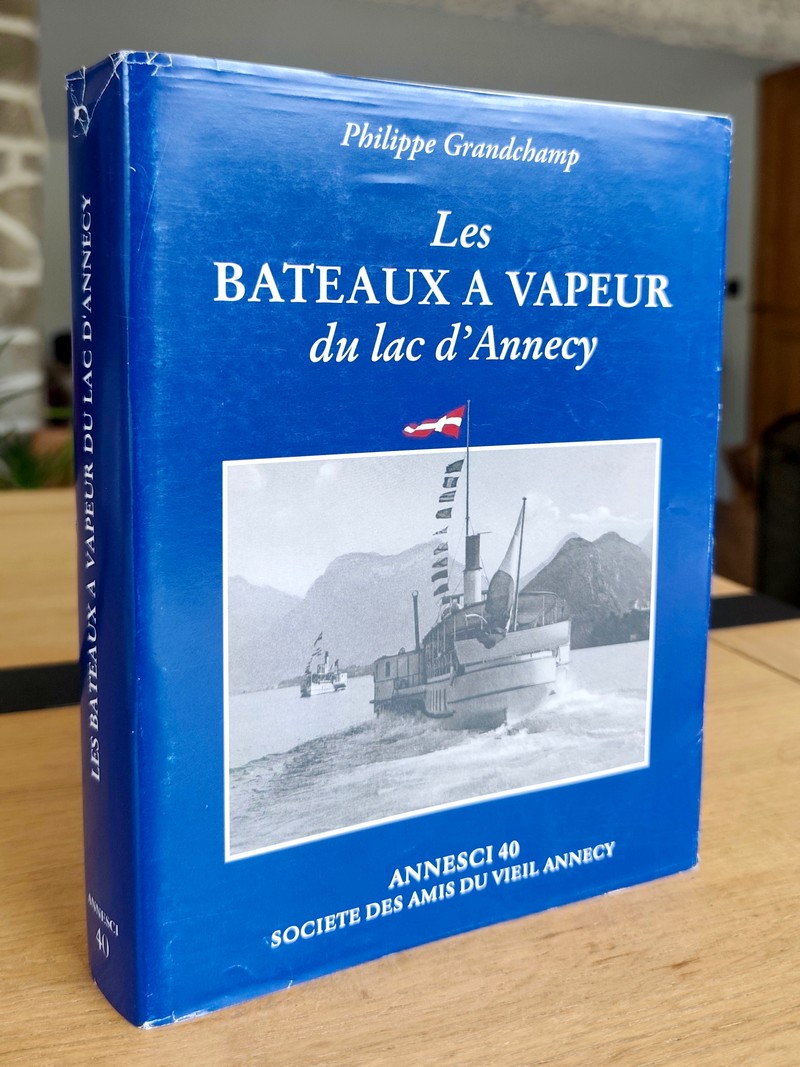 Philippe Grandchamp
Les
BATEAUX A VAPEUR
du lac d'Annecy
ANNESCI 40
SOCIETE DES AMIS DU VIEIL ANNECY
LES BATEAUX A VAPEUR DU LAC D'ANNECY
ANNESCI
40